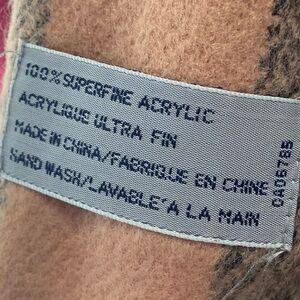 100% SUPERFINE ACRYLIC
ACRYLIQUE ULTRA FIN
MADE IN CHINA/FABRIQUE EN CHINE
HAND WASH/LAVABLE A LA MAIN
CA06785